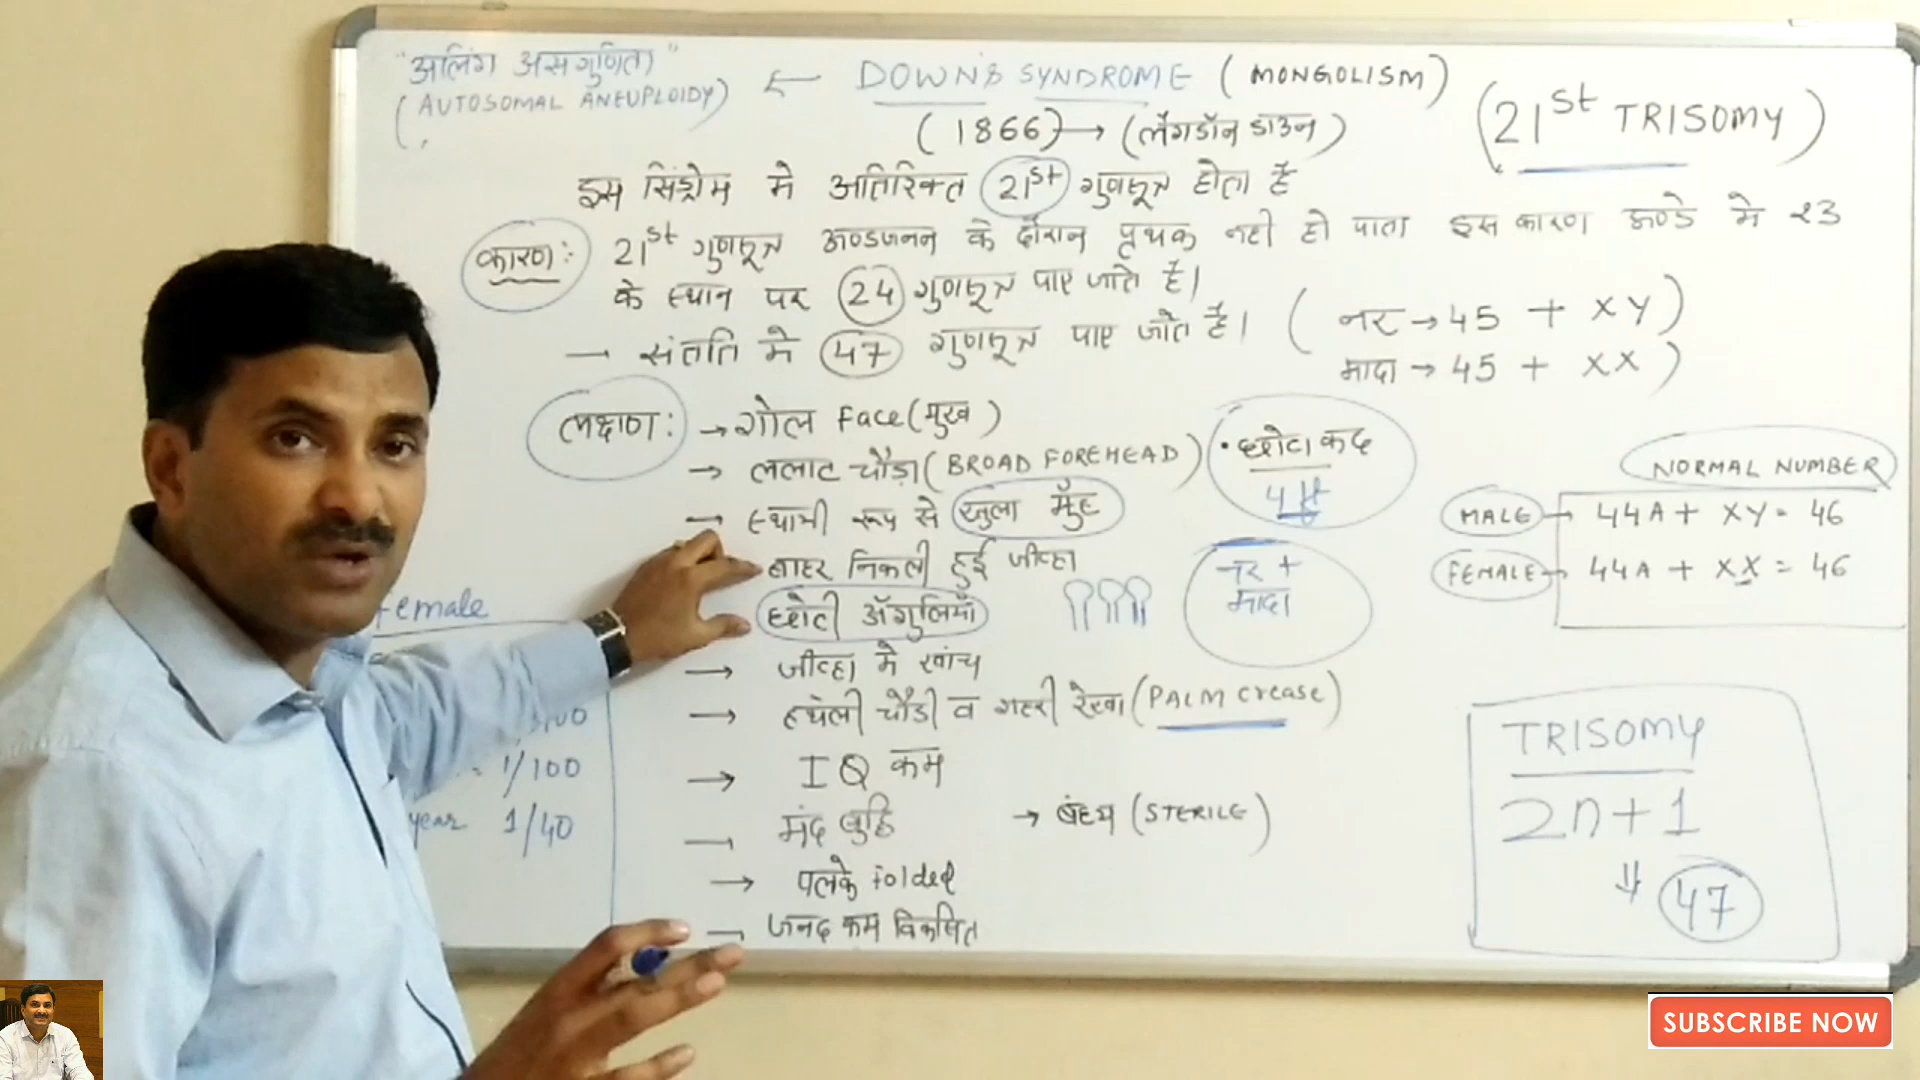 "अलिंग असगुणिता"
(AUTOSOMAL ANEUPLOIDY) ← DOWN'S SYNDROME (MONGOLISM)
(1866) → (लैंगडॉन डाउन)
(21st TRISOMY)
इस सिंड्रोम मे अतिरिक्त 21st गुणसूत्र होता है
कारण: 21st गुणसूत्र अण्डजनन के दौरान पृथक नही हो पाता इस कारण अण्डे मे 23
के स्थान पर 24 गुणसूत्र पाए जाते है।
→ संतति मे 47 गुणसूत्र पाए जाते है।
(नर → 45 + XY)
मादा → 45 + XX)
लक्षण: → गोल Face (मुख)
→ ललाट चौड़ा (BROAD FOREHEAD)
→ स्थायी रूप से खुला मुँह
बाहर निकली हुई जीव्हा
छोटी अँगुलियाँ
→ जीव्हा मे खांच
→ हथेली चौडी व गहरी रेखा (PALM Crease)
→ IQ कम
→ मंद बुद्धि
→ पलके folded
→ जनद कम विकसित
→ बंध्य (STERILE)
• छोटा कद
4 ft
नर +
मादा
NORMAL NUMBER
MALE → 44A + XY = 46
FEMALE → 44A + XX = 46
TRISOMY
2n+1
⇓ 47
female
1/100
year 1/40
SUBSCRIBE NOW